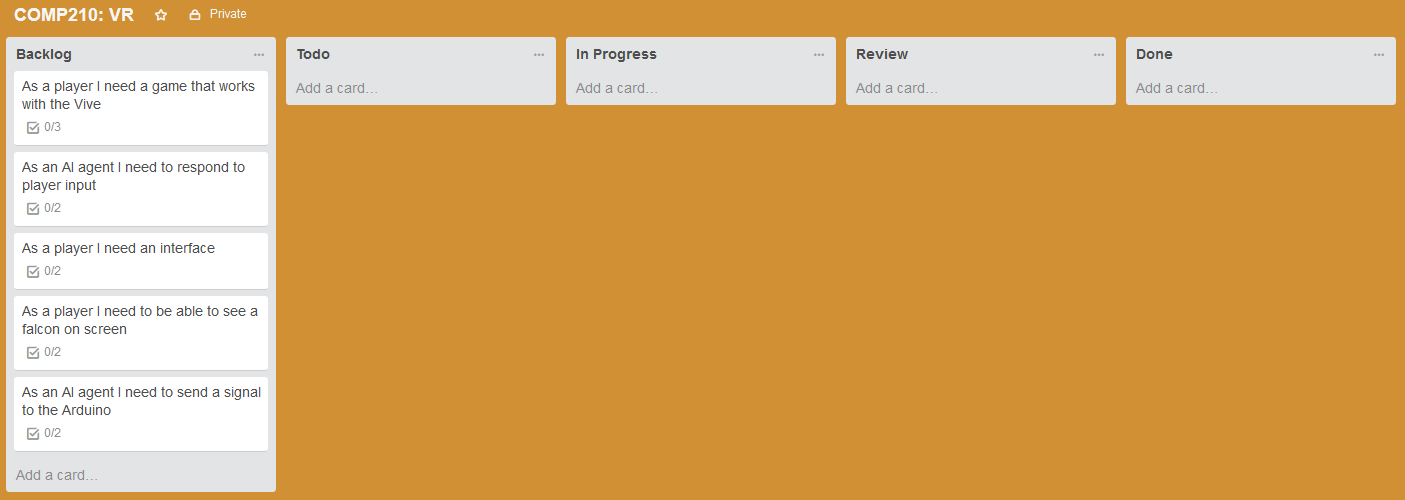 COMP210: VR Private
Backlog
As a player I need a game that works
with the Vive
0/3
As an AI agent I need to respond to
player input
0/2
As a player I need an interface
0/2
As a player I need to be able to see a
falcon on screen
0/2
As an AI agent I need to send a signal
to the Arduino
0/2
Add a card...
Todo
Add a card...
In Progress
Add a card...
Review
Add a card...
Done
Add a card...